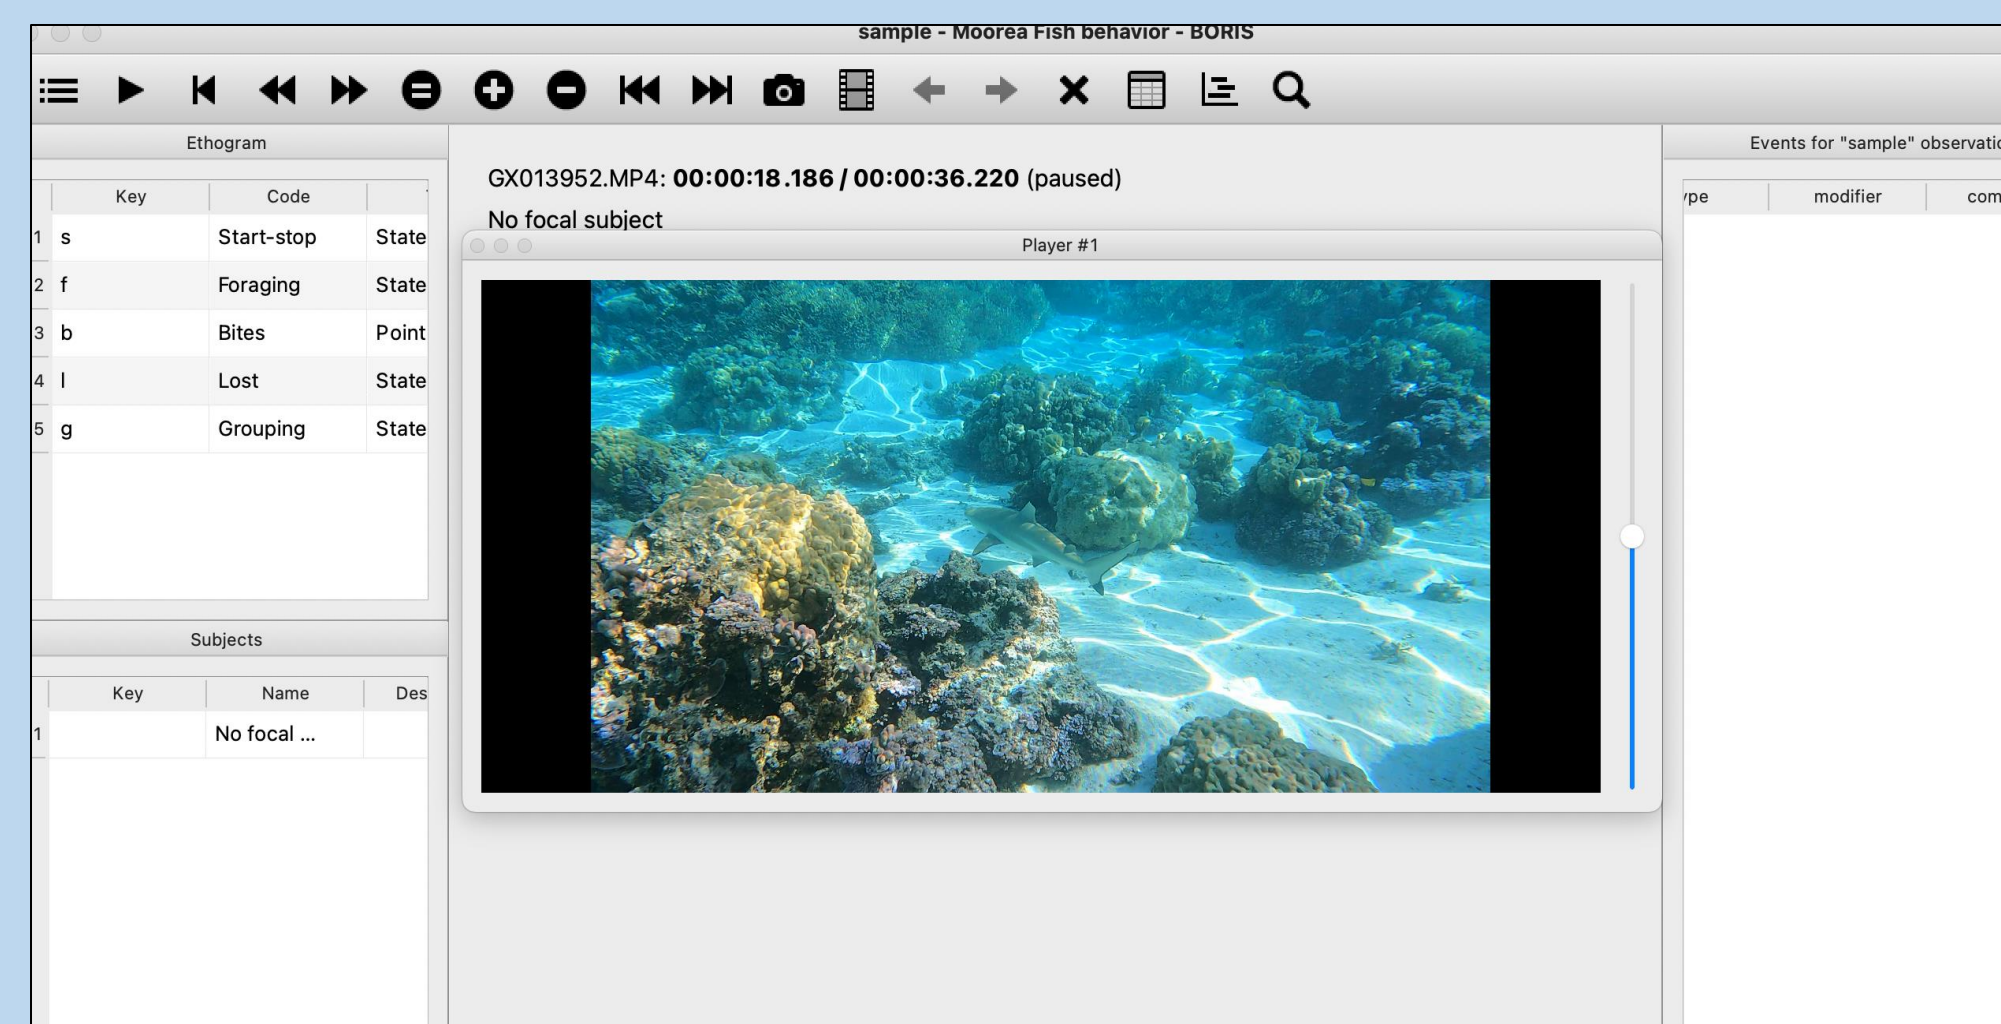 sample - Moorea Fish behavior - BORIS
Ethogram
Key Code
1 s Start-stop State
2 f Foraging State
3 b Bites Point
4 l Lost State
5 g Grouping State
Subjects
Key Name Des
1 No focal ...
GX013952.MP4: 00:00:18.186 / 00:00:36.220 (paused)
No focal subject
Player #1
Events for "sample" observatio
ype modifier com